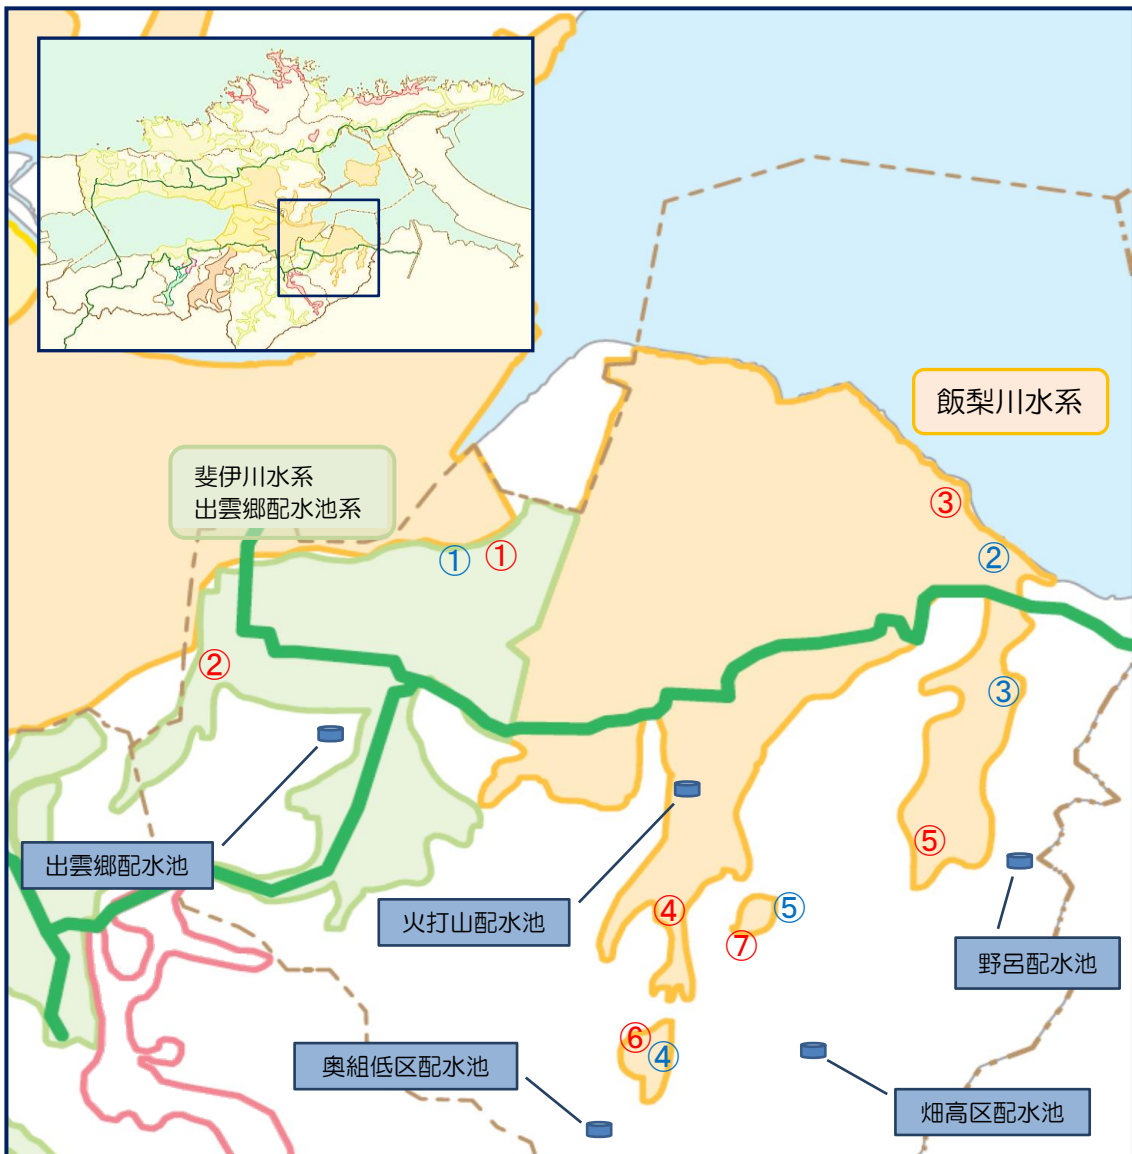 飯梨川水系
斐伊川水系
出雲郷配水池系
③
① ①
②
②
③
出雲郷配水池
⑤
火打山配水池
④
⑤
⑦
野呂配水池
⑥
④
奥組低区配水池
畑高区配水池